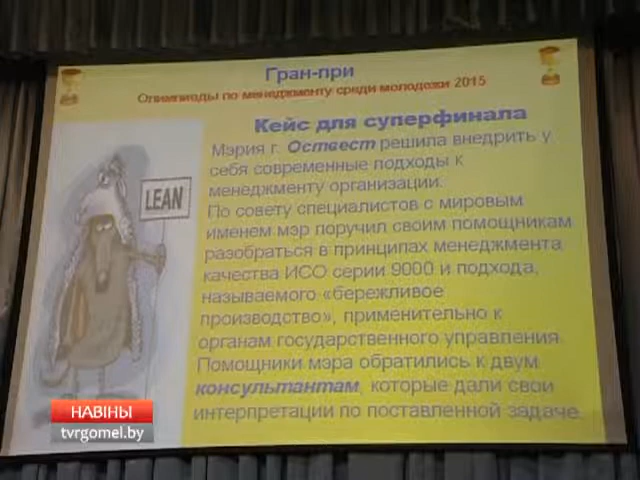 Гран-при
Олимпиады по менеджменту среди молодежи 2015
Кейс для суперфинала
Мэрия г. Оствест решила внедрить у
себя современные подходы к
менеджменту организации.
По совету специалистов с мировым
именем мэр поручил своим помощникам
разобраться в принципах менеджмента
качества ИСО серии 9000 и подхода,
называемого «бережливое
производство», применительно к
органам государственного управления.
Помощники мэра обратились к двум
консультантам, которые дали свои
интерпретации по поставленной задаче.
LEAN
НАВІНЫ
tvrgomel.by